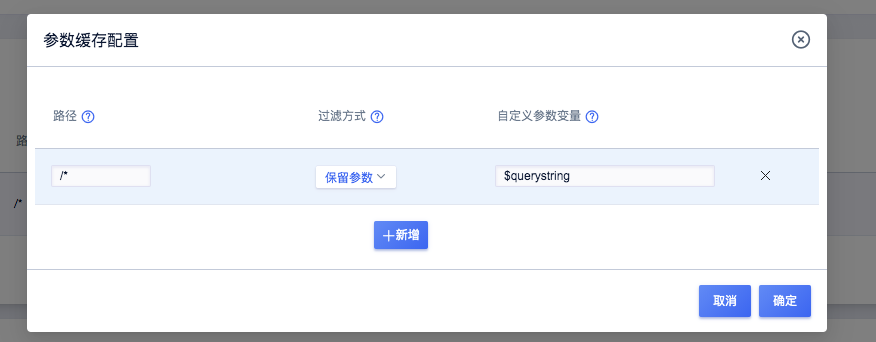 参数缓存配置
路径 过滤方式 自定义参数变量
/* 保留参数 $querystring
新增
取消 确定
路
/*